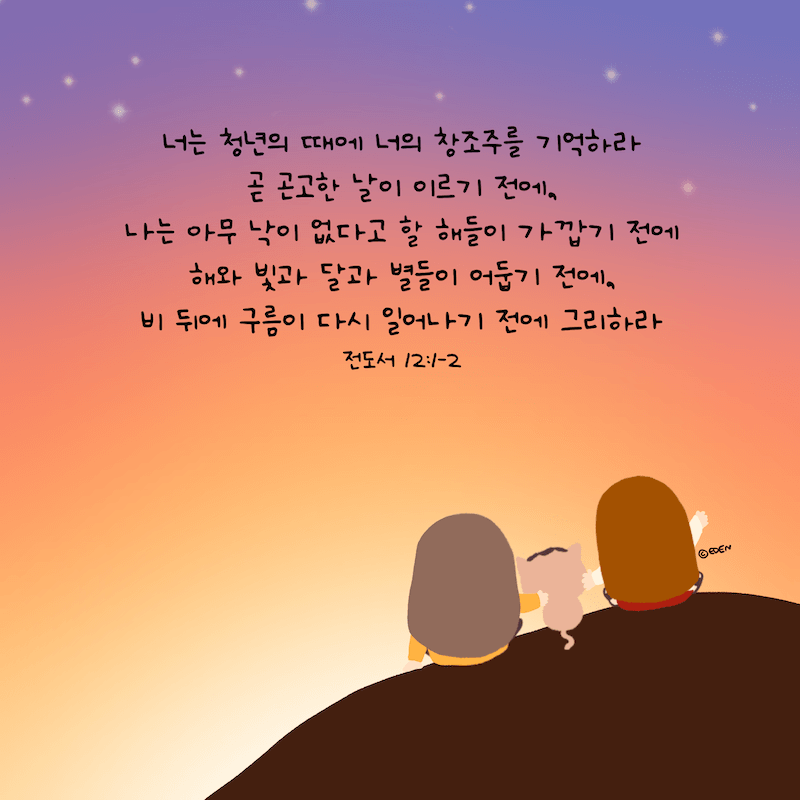 너는 청년의 때에 너의 창조주를 기억하라
곧 곤고한 날이 이르기 전에,
나는 아무 낙이 없다고 할 해들이 가깝기 전에
해와 빛과 달과 별들이 어둡기 전에,
비 뒤에 구름이 다시 일어나기 전에 그리하라
전도서 12:1-2
©EDEN